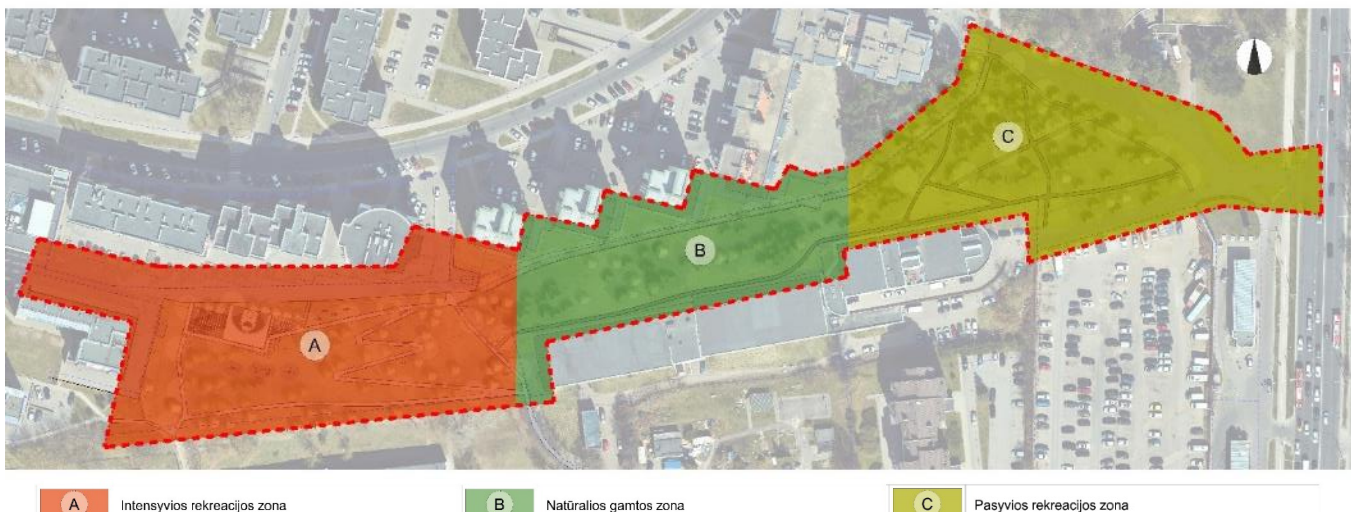 C
B
A
A Intensyvios rekreacijos zona
B Natūralios gamtos zona
C Pasyvios rekreacijos zona